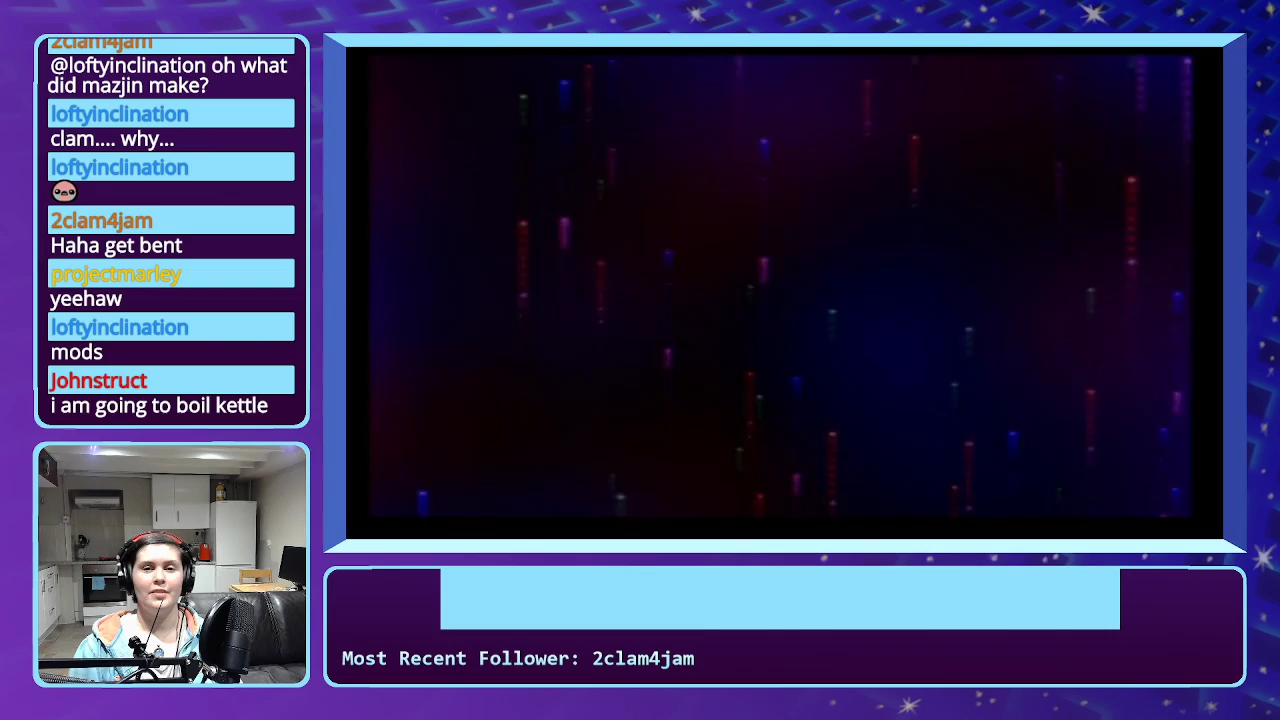 2clam4jam
@loftyinclination oh what
did mazjin make?
loftyinclination
clam.... why...
loftyinclination
2clam4jam
Haha get bent
projectmarley
yeehaw
loftyinclination
mods
Johnstruct
i am going to boil kettle
Most Recent Follower: 2clam4jam